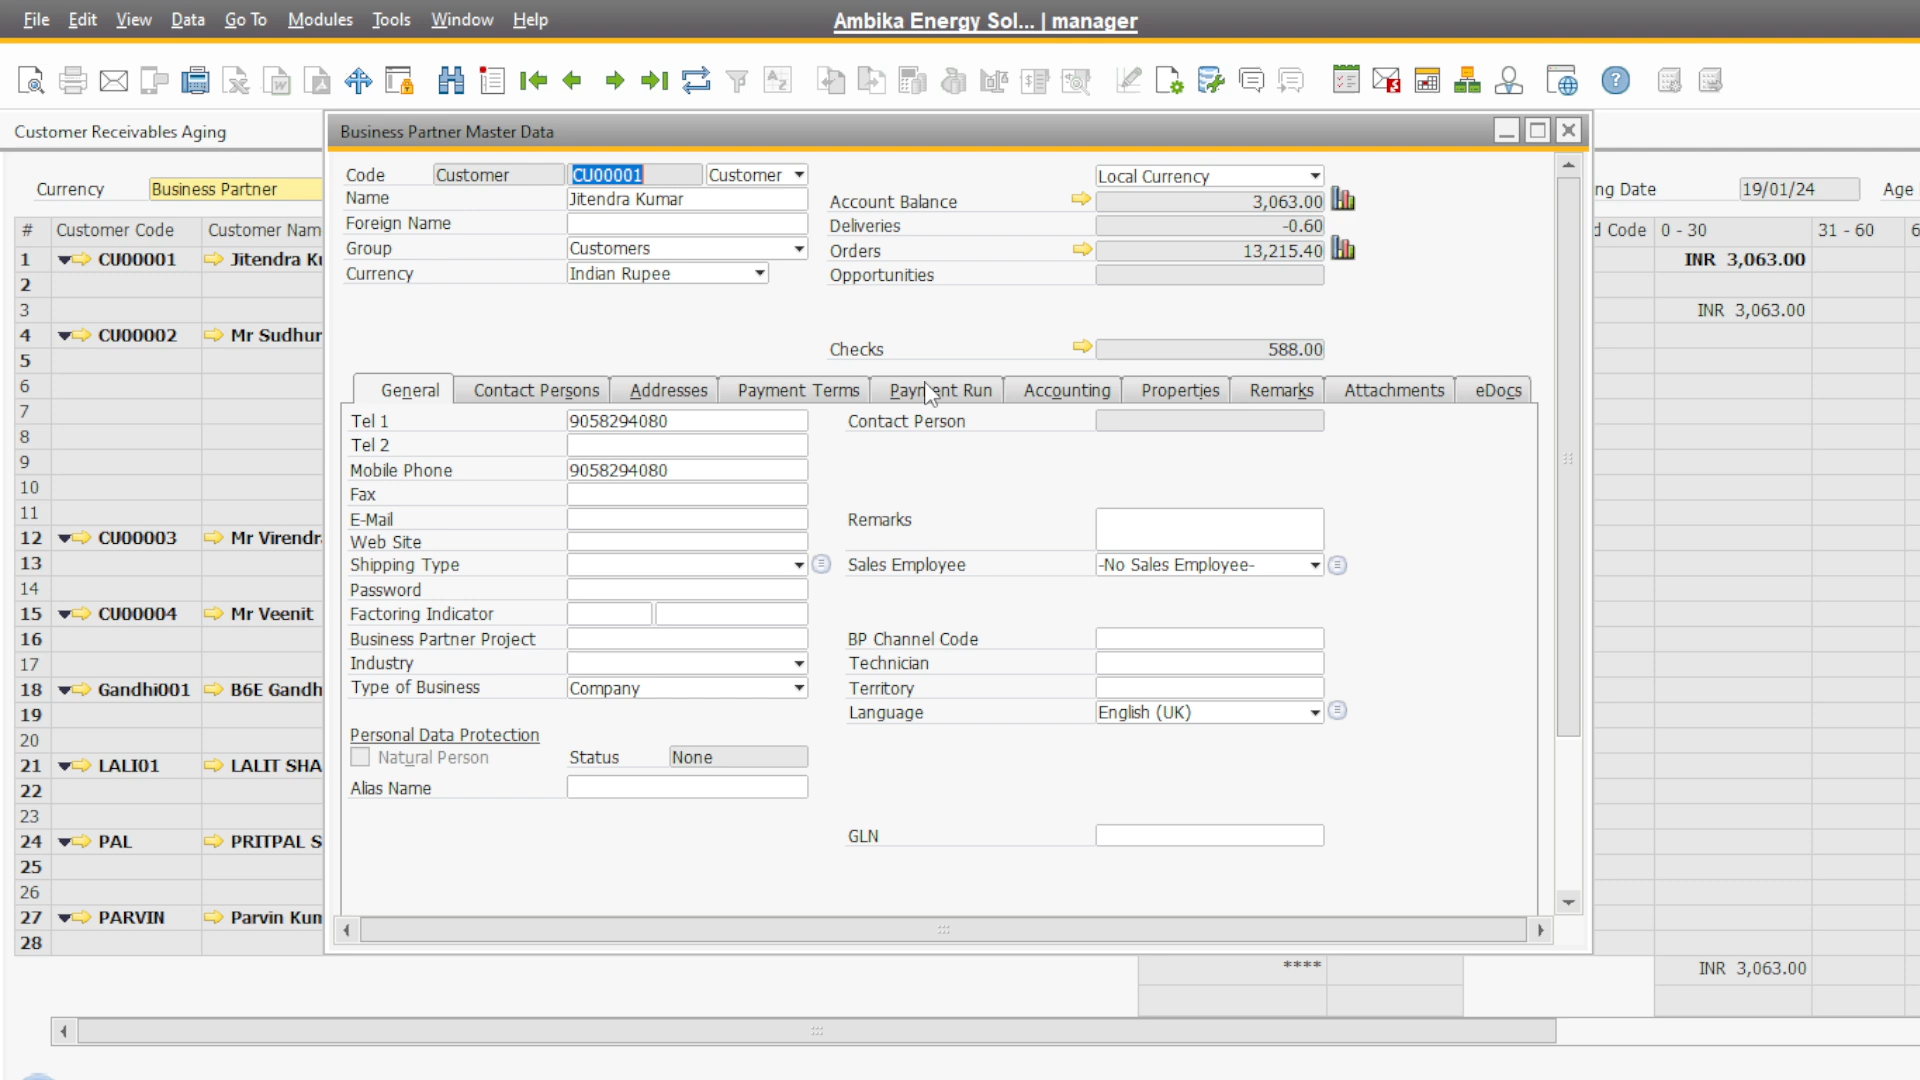 File Edit View Data Go To Modules Tools Window Help
Ambika Energy Sol... | manager
Customer Receivables Aging
Business Partner Master Data
Currency Business Partner
ng Date 19/01/24 Age
# Customer Code Customer Nam
d Code 0 - 30 31 - 60 6
1 CU00001 Jitendra Ku
INR 3,063.00
2
3
INR 3,063.00
4 CU00002 Mr Sudhur
5
6
7
8
9
10
11
12 CU00003 Mr Virendr
13
14
15 CU00004 Mr Veenit
16
17
18 Gandhi001 B6E Gandh
19
20
21 LALI01 LALIT SHA
22
23
24 PAL PRITPAL S
25
26
27 PARVIN Parvin Kun
28
Code Customer CU00001 Customer
Name Jitendra Kumar
Foreign Name
Group Customers
Currency Indian Rupee
Local Currency
Account Balance 3,063.00
Deliveries -0.60
Orders 13,215.40
Opportunities
Checks 588.00
General Contact Persons Addresses Payment Terms Payment Run Accounting Properties Remarks Attachments eDocs
Tel 1 9058294080
Tel 2
Mobile Phone 9058294080
Fax
E-Mail
Web Site
Shipping Type
Password
Factoring Indicator
Business Partner Project
Industry
Type of Business Company
Personal Data Protection
Natural Person Status None
Alias Name
Contact Person
Remarks
Sales Employee -No Sales Employee-
BP Channel Code
Technician
Territory
Language English (UK)
GLN
**** INR 3,063.00